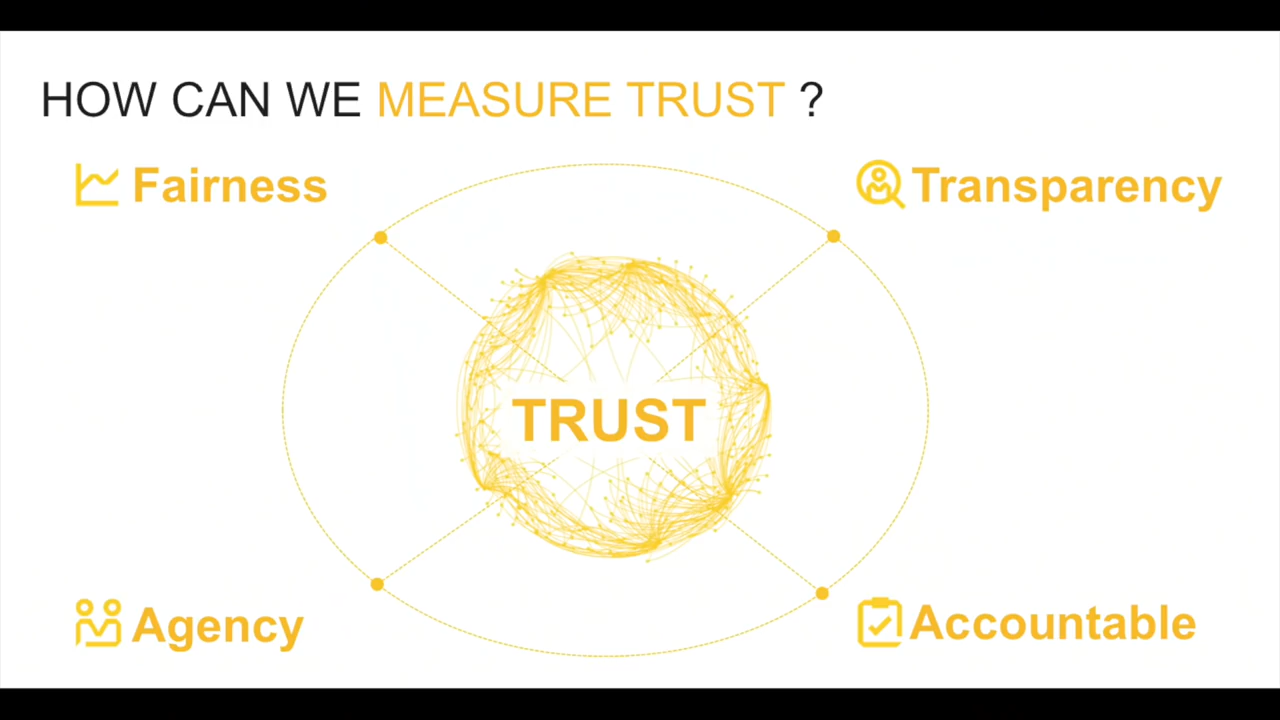 HOW CAN WE MEASURE TRUST ?
Fairness
Transparency
TRUST
Agency
Accountable